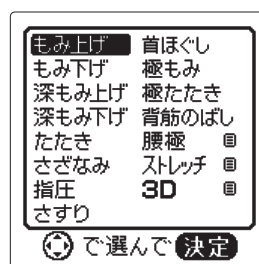 もみ上げ 首ほぐし
もみ下げ 極もみ
深もみ上げ 極たたき
深もみ下げ 背筋のばし
たたき 腰極
さざなみ ストレッチ
指圧 3D
さすり
で選んで 決定